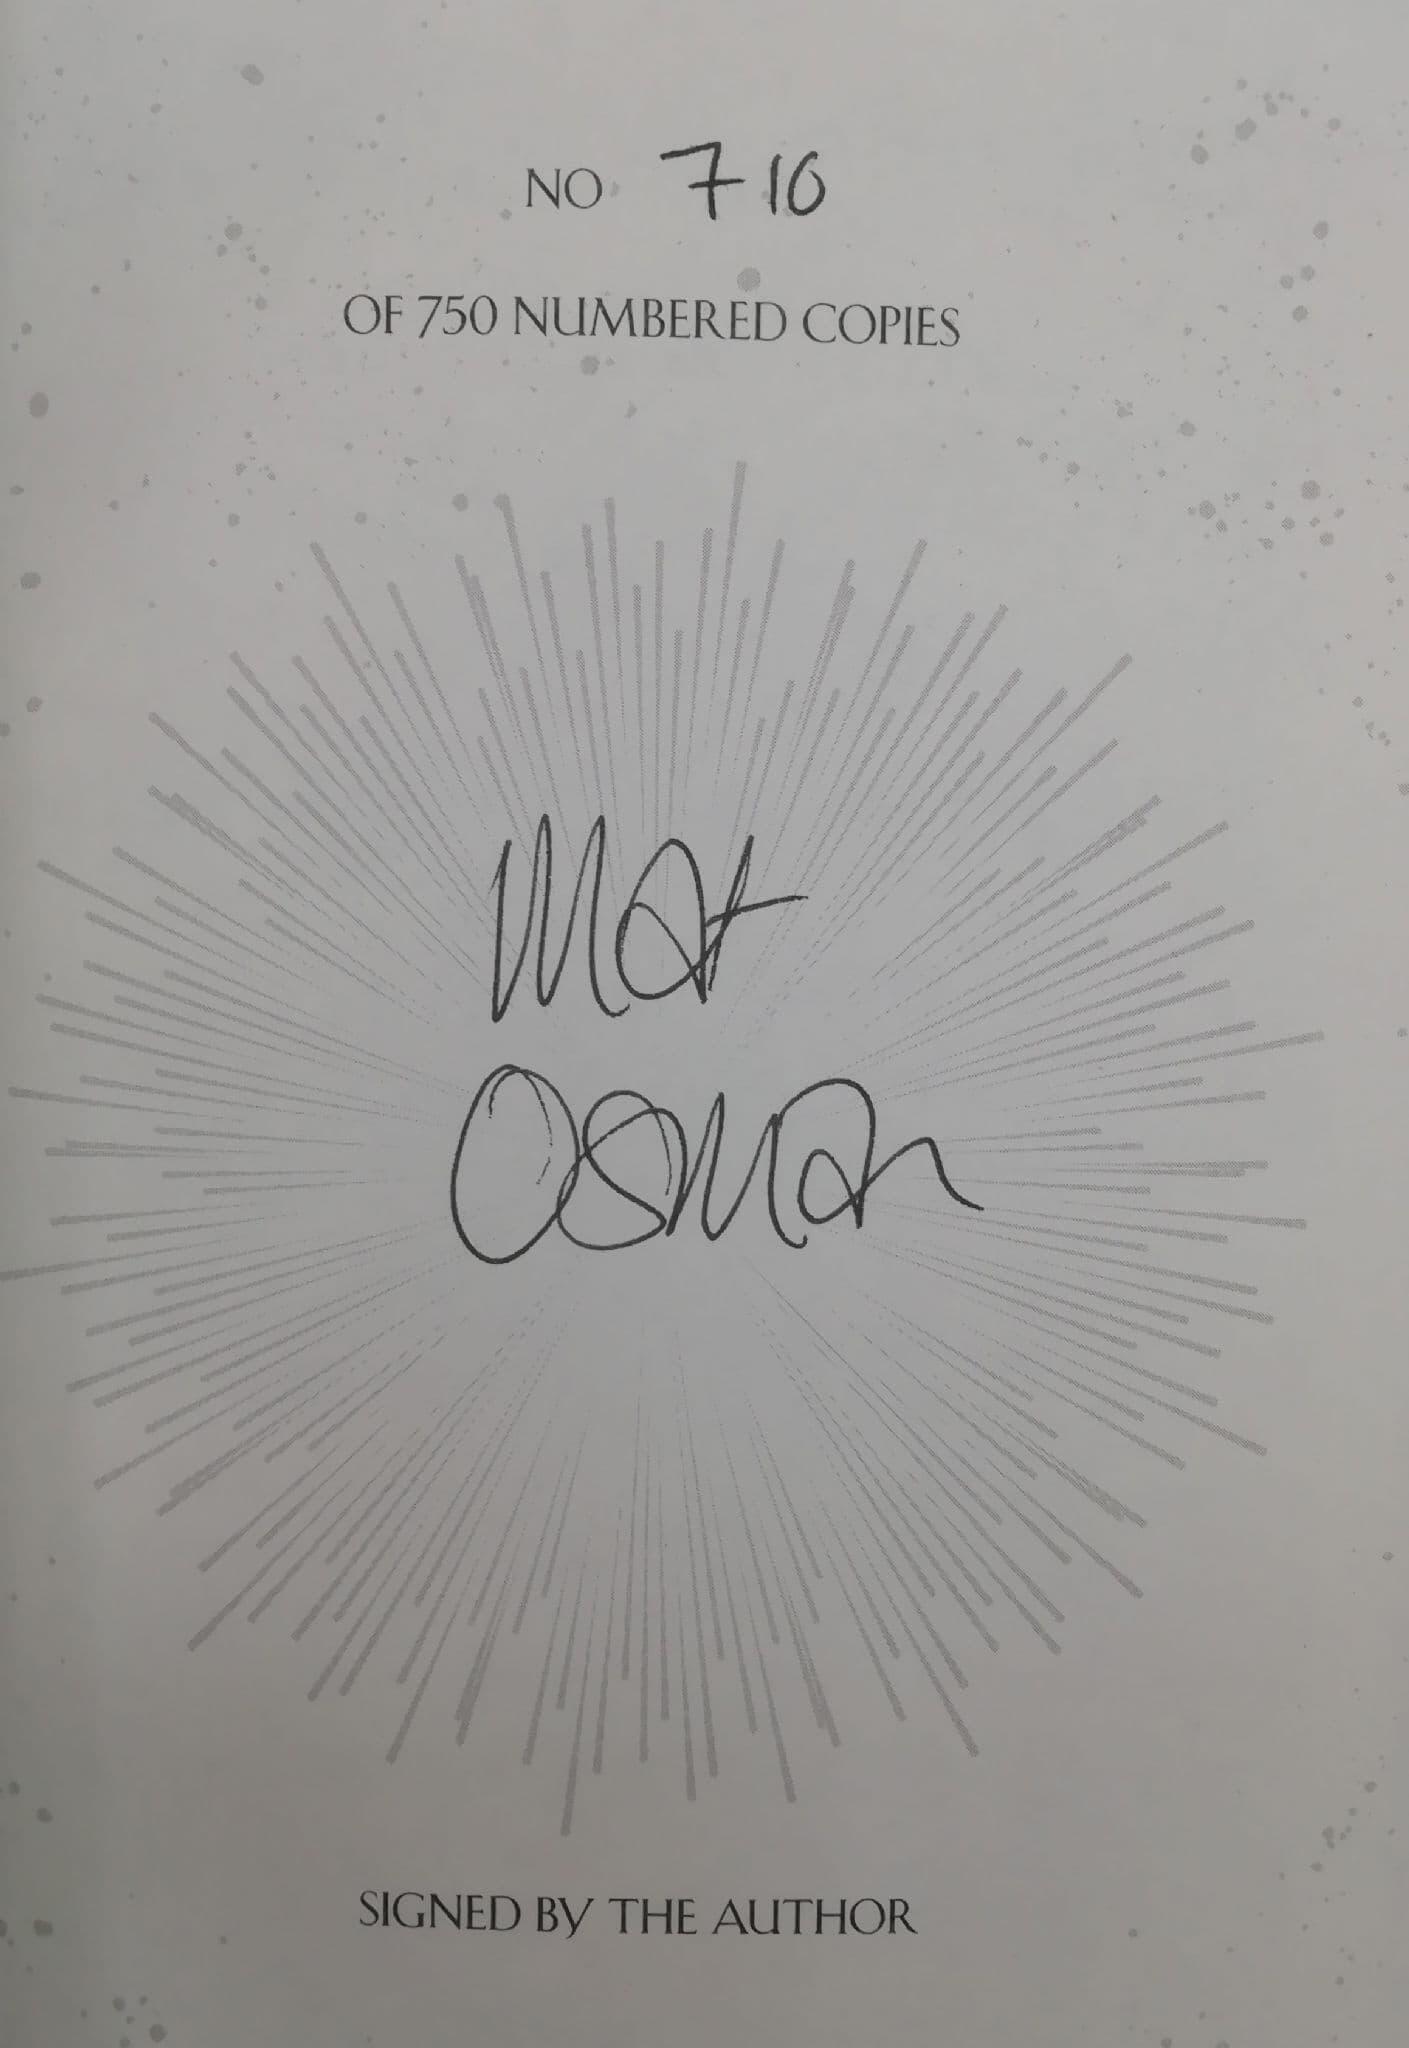 NO 710
OF 750 NUMBERED COPIES
Mat
Osman
SIGNED BY THE AUTHOR